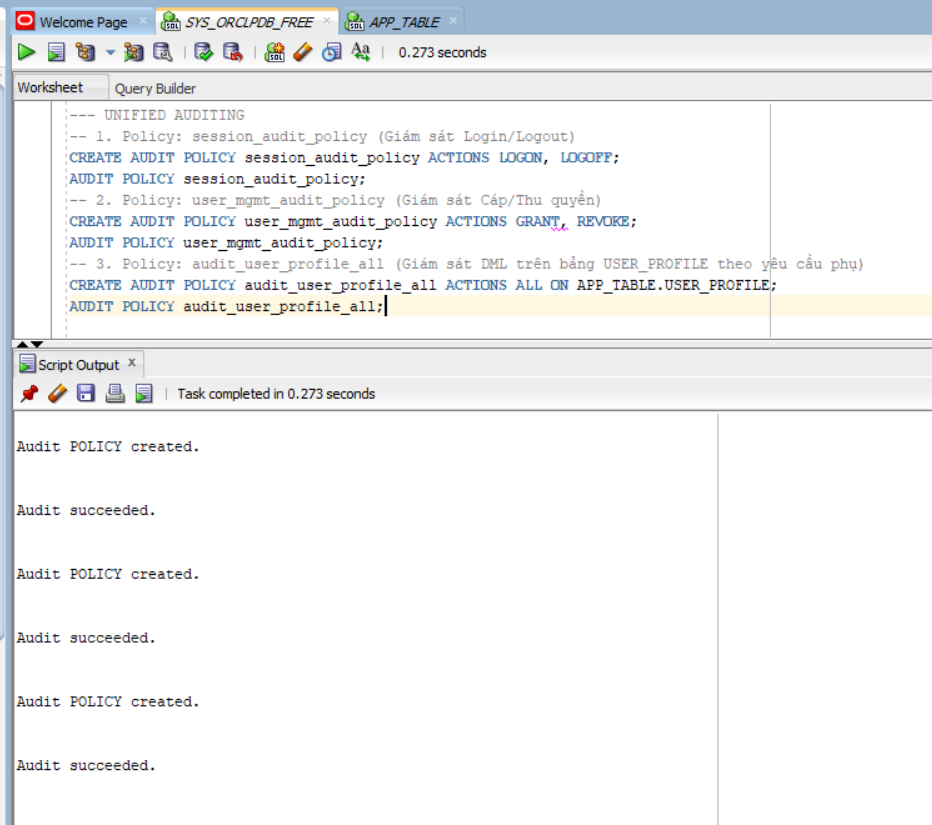 Welcome Page
SYS_ORCLPDB_FREE
APP_TABLE
0.273 seconds
Worksheet
Query Builder
--- UNIFIED AUDITING
-- 1. Policy: session_audit_policy (Giám sát Login/Logout)
CREATE AUDIT POLICY session_audit_policy ACTIONS LOGON, LOGOFF;
AUDIT POLICY session_audit_policy;
-- 2. Policy: user_mgmt_audit_policy (Giám sát Cấp/Thu quyền)
CREATE AUDIT POLICY user_mgmt_audit_policy ACTIONS GRANT, REVOKE;
AUDIT POLICY user_mgmt_audit_policy;
-- 3. Policy: audit_user_profile_all (Giám sát DML trên bảng USER_PROFILE theo yêu cầu phụ)
CREATE AUDIT POLICY audit_user_profile_all ACTIONS ALL ON APP_TABLE.USER_PROFILE;
AUDIT POLICY audit_user_profile_all;
Script Output
Task completed in 0.273 seconds
Audit POLICY created.
Audit succeeded.
Audit POLICY created.
Audit succeeded.
Audit POLICY created.
Audit succeeded.